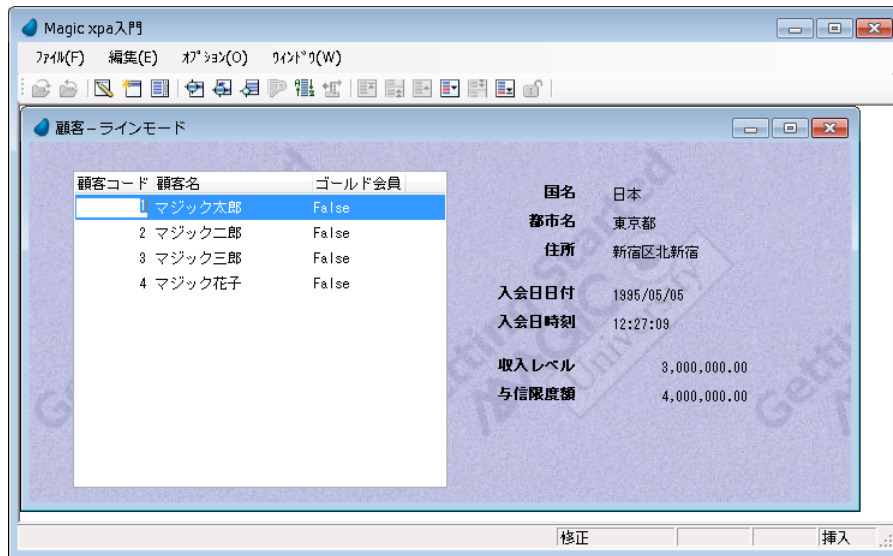 Magic xpa入門
ﾌｧｲﾙ(F) 編集(E) ｵﾌﾟｼｮﾝ(O) ｳｨﾝﾄﾞｳ(W)
顧客－ラインモード
顧客コード 顧客名 ゴールド会員
1 マジック太郎 False
2 マジック二郎 False
3 マジック三郎 False
4 マジック花子 False
国名 日本
都市名 東京都
住所 新宿区北新宿
入会日日付 1995/05/05
入会日時刻 12:27:09
収入レベル 3,000,000.00
与信限度額 4,000,000.00
Getting Started
Magic
University
修正 挿入